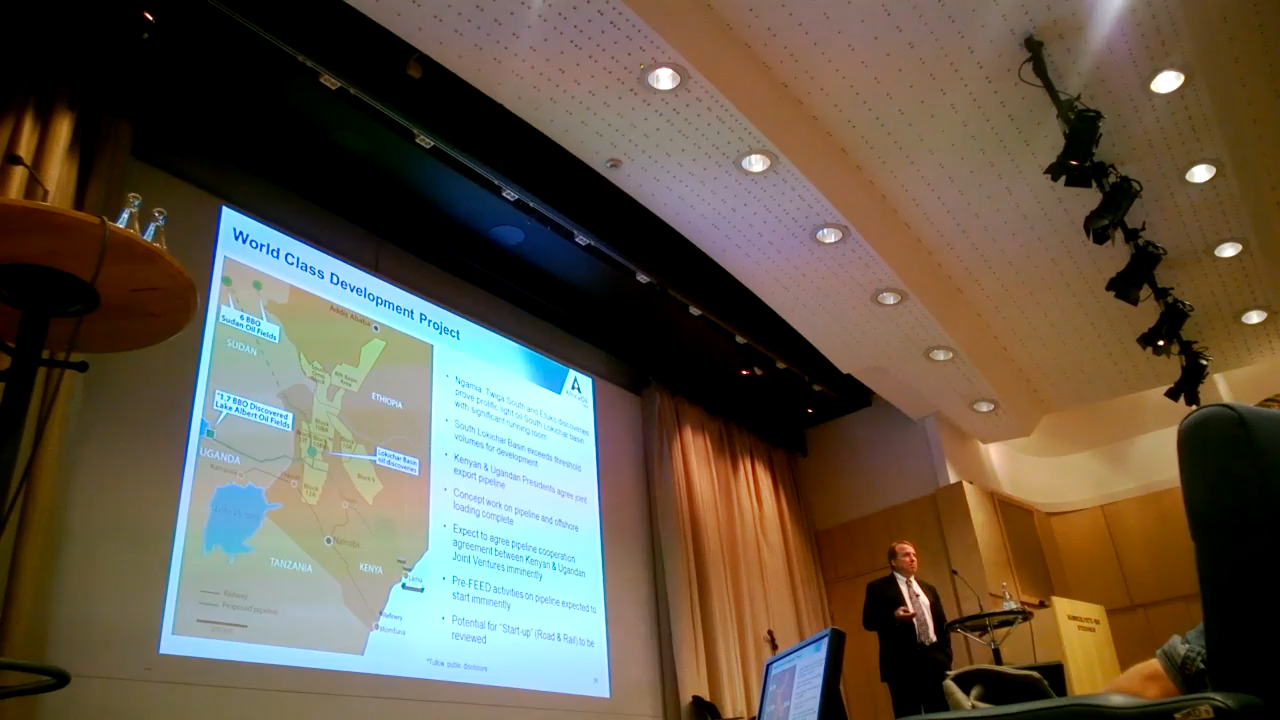 World Class Development Project
Addis Ababa
6 BBO
Sudan Oil Fields
SUDAN
ETHIOPIA
*1.7 BBO Discovered
Lake Albert Oil Fields
Lokichar Basin
oil discoveries
UGANDA
Block 9
Block
12A
Nairobi
TANZANIA
KENYA
Lamu
Refinery
Mombasa
Railway
Proposed pipeline
• Ngamia, Twiga South and Etuko discoveries
prove prolific light oil South Lokichar basin
with significant running room
• South Lokichar Basin exceeds threshold
volumes for development
• Kenyan & Ugandan Presidents agree joint
export pipeline
• Concept work on pipeline and offshore
loading complete
• Expect to agree pipeline cooperation
agreement between Kenyan & Ugandan
Joint Ventures imminently
• Pre-FEED activities on pipeline expected to
start imminently
• Potential for "Start-up" (Road & Rail) to be
reviewed
*Tullow public disclosure